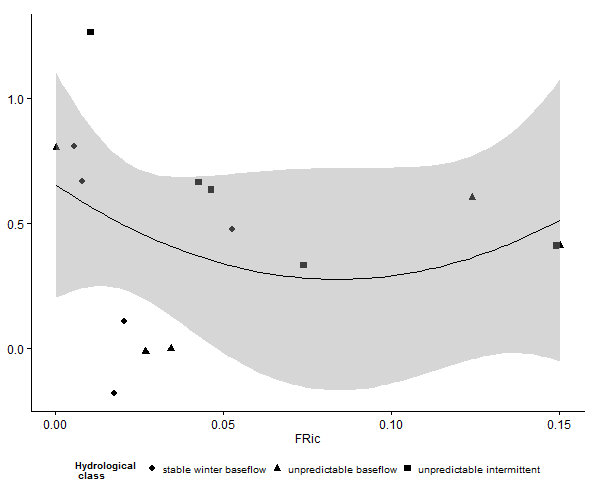 1.0
0.5
0.0
0.00 0.05 0.10 0.15
FRic
Hydrological
class
stable winter baseflow unpredictable baseflow unpredictable intermittent